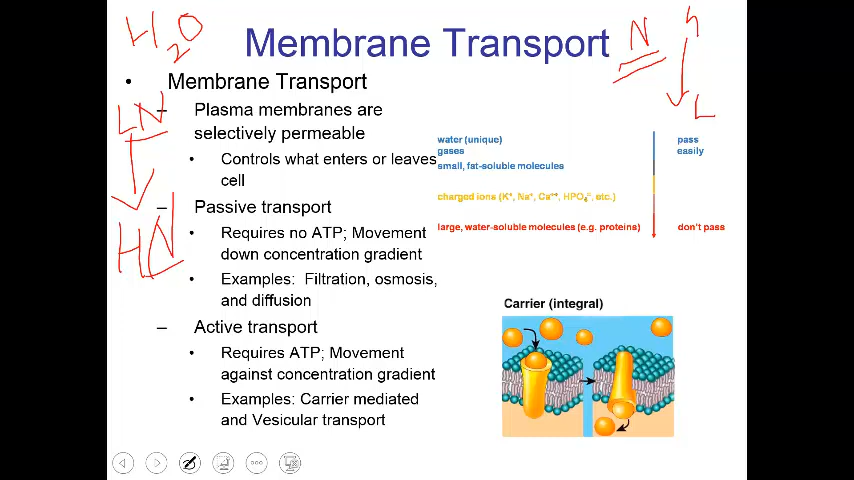 H2O
Membrane Transport
N
h
L
• Membrane Transport
LN
HN
– Plasma membranes are
selectively permeable
• Controls what enters or leaves
cell
– Passive transport
• Requires no ATP; Movement
down concentration gradient
• Examples: Filtration, osmosis,
and diffusion
– Active transport
• Requires ATP; Movement
against concentration gradient
• Examples: Carrier mediated
and Vesicular transport
water (unique)
gases
small, fat-soluble molecules
pass
easily
charged ions (K⁺, Na⁺, Ca⁺⁺, HPO₄⁼, etc.)
large, water-soluble molecules (e.g. proteins)
don't pass
Carrier (integral)